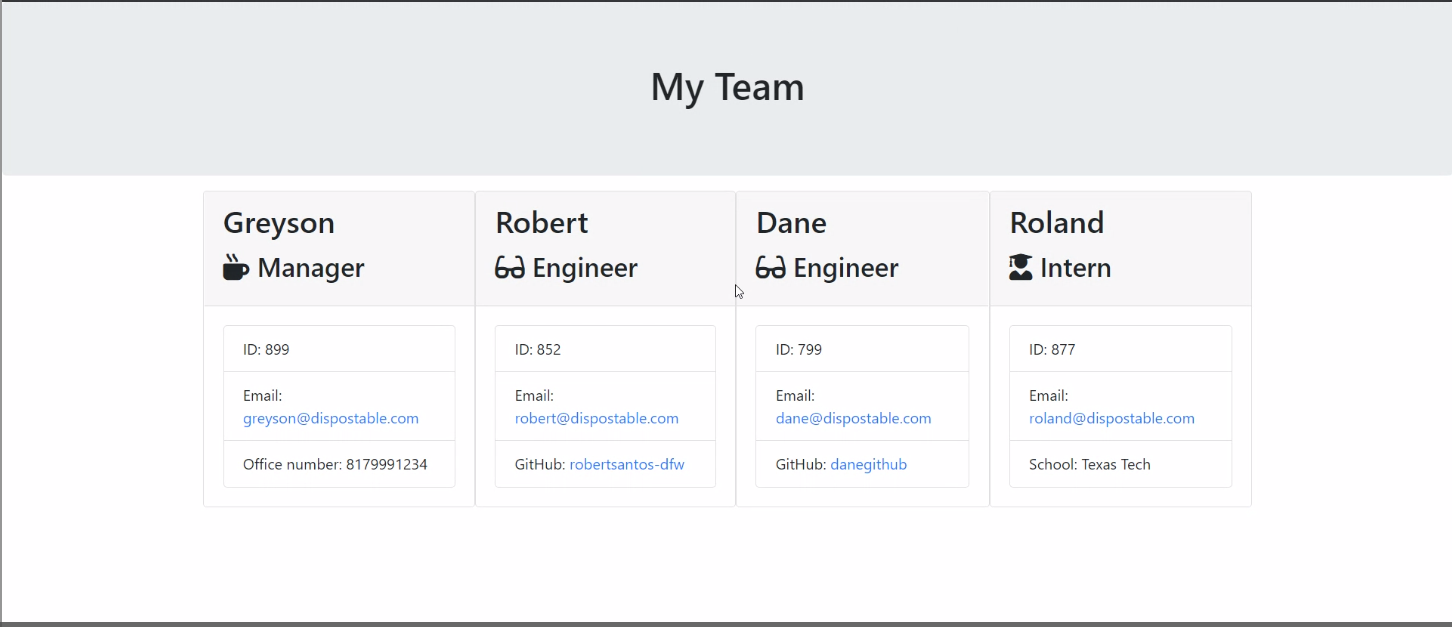 My Team
Greyson
Manager
ID: 899
Email:
greyson@dispostable.com
Office number: 8179991234
Robert
Engineer
ID: 852
Email:
robert@dispostable.com
GitHub: robertsantos-dfw
Dane
Engineer
ID: 799
Email:
dane@dispostable.com
GitHub: danegithub
Roland
Intern
ID: 877
Email:
roland@dispostable.com
School: Texas Tech